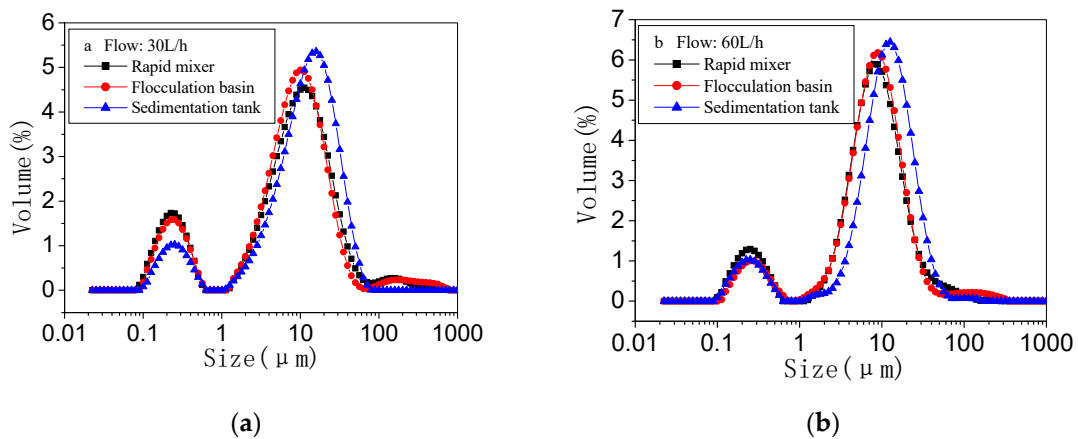 6
5
4
3
2
1
0
Volume(%)
a Flow: 30L/h
Rapid mixer
Flocculation basin
Sedimentation tank
0.01 0.1 1 10 100 1000
Size(μm)
(a)
7
6
5
4
3
2
1
0
Volume(%)
b Flow: 60L/h
Rapid mixer
Flocculation basin
Sedimentation tank
0.01 0.1 1 10 100 1000
Size(μm)
(b)